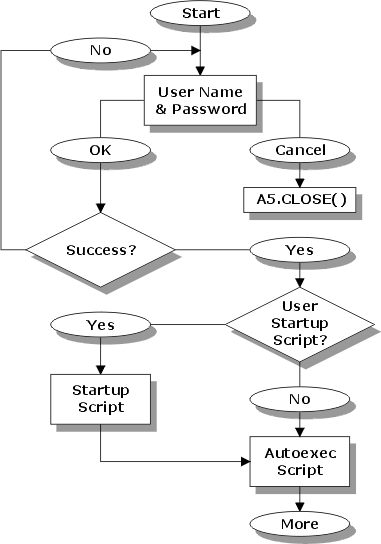 Start
No
User Name
& Password
OK
Cancel
A5.CLOSE()
Success?
Yes
User
Startup
Script?
Yes
Startup
Script
No
Autoexec
Script
More